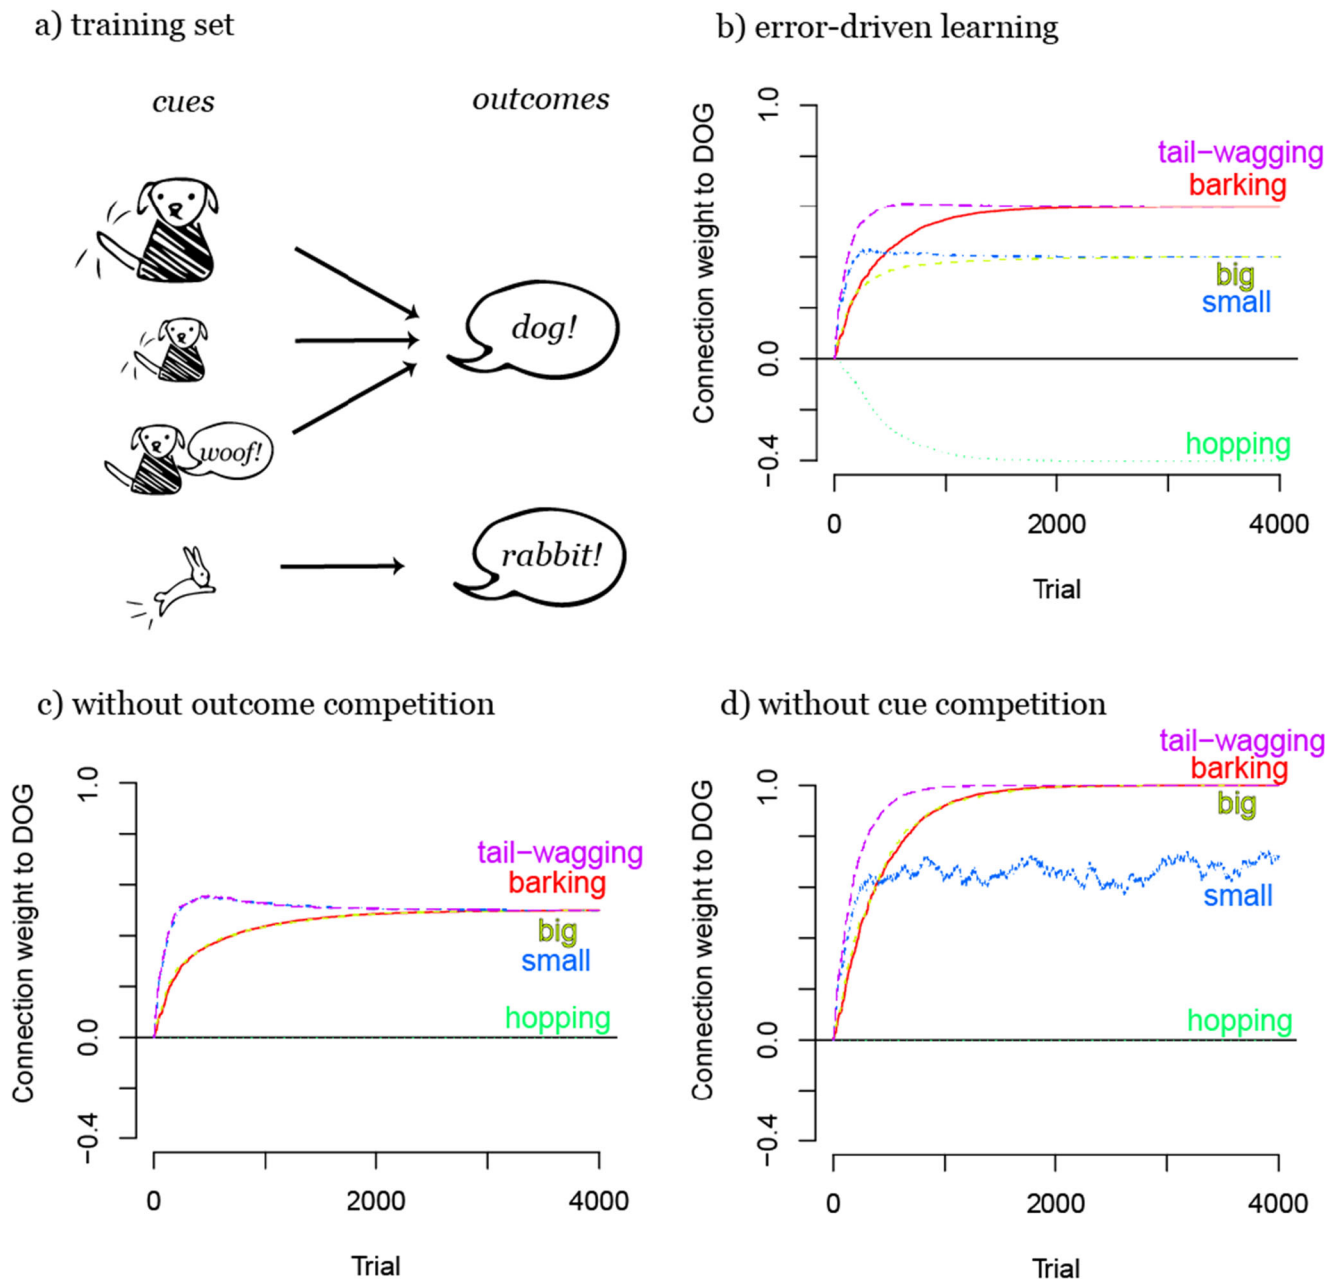 a) training set
cues
outcomes
dog!
woof!
rabbit!
b) error-driven learning
Connection weight to DOG
1.0
0.0
−0.4
tail−wagging
barking
big
small
hopping
0
2000
4000
Trial
c) without outcome competition
Connection weight to DOG
1.0
0.0
−0.4
tail−wagging
barking
big
small
hopping
0
2000
4000
Trial
d) without cue competition
Connection weight to DOG
1.0
0.0
−0.4
tail−wagging
barking
big
small
hopping
0
2000
4000
Trial